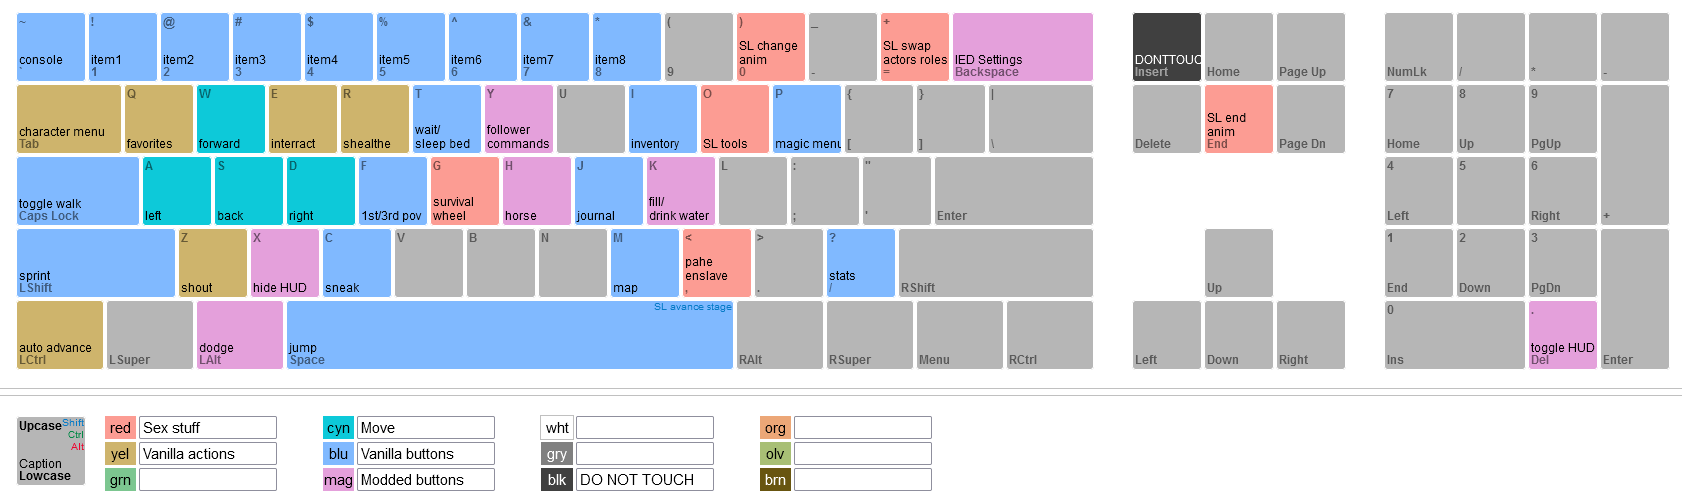 ~ ! @ # $ % ^ & * ( ) _ +
SL change SL swap
console item1 item2 item3 item4 item5 item6 item7 item8 anim actors roles IED Settings DONTTOUC
` 1 2 3 4 5 6 7 8 9 0 - = Backspace Insert Home Page Up NumLk / * -
Q W E R T Y U I O P { } | 7 8 9
wait/ follower SL end
character menu favorites forward interract shealthe sleep bed commands inventory SL tools magic menu anim
Tab [ ] \ Delete End Page Dn Home Up PgUp
A S D F G H J K L : " 4 5 6
survival fill/
toggle walk left back right 1st/3rd pov wheel horse journal drink water
Caps Lock ; ' Enter Left Right +
Z X C V B N M < > ? 1 2 3
pahe
sprint shout hide HUD sneak map enslave stats
LShift , . / RShift Up End Down PgDn
SL avance stage 0 .
auto advance dodge jump toggle HUD
LCtrl LSuper LAlt Space RAlt RSuper Menu RCtrl Left Down Right Ins Del Enter
Upcase Shift
Ctrl
Alt
Caption
Lowcase
red Sex stuff cyn Move wht org
yel Vanilla actions blu Vanilla buttons gry olv
grn mag Modded buttons blk DO NOT TOUCH brn